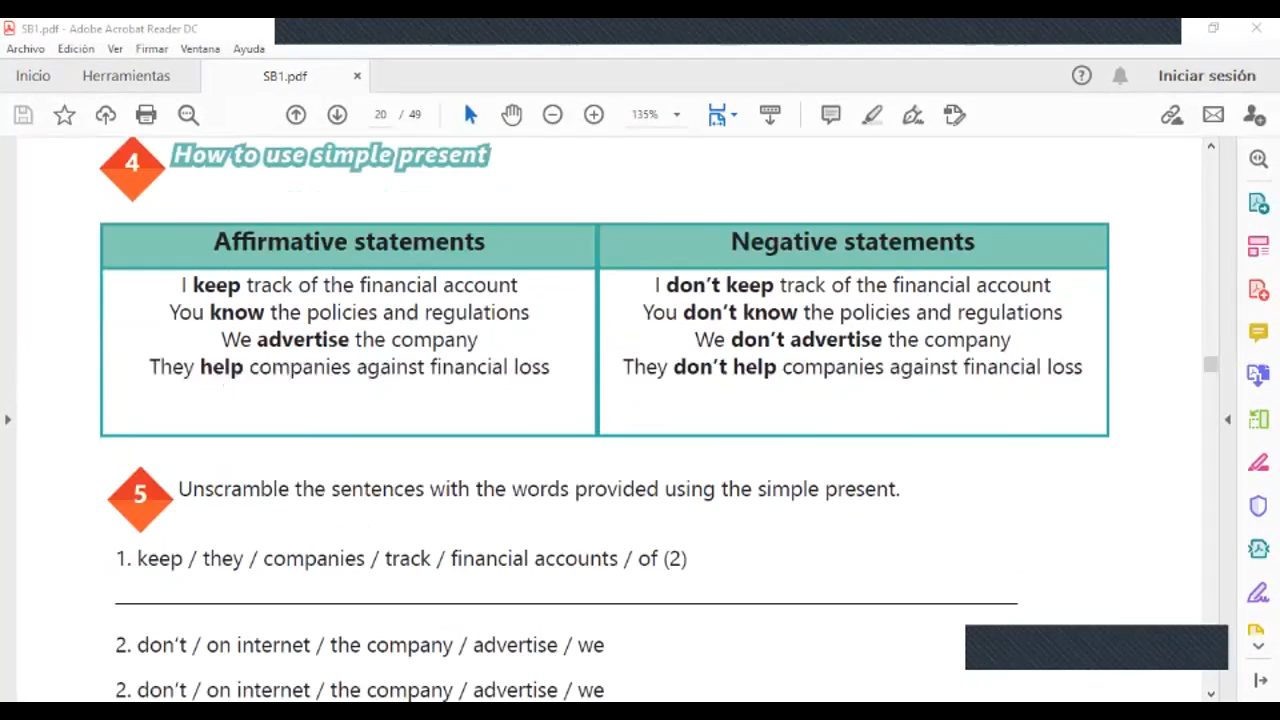 SB1.pdf - Adobe Acrobat Reader DC
Archivo Edición Ver Firmar Ventana Ayuda
Inicio Herramientas SB1.pdf × Iniciar sesión
20 / 49 135%
4 How to use simple present
Affirmative statements Negative statements
I keep track of the financial account I don't keep track of the financial account
You know the policies and regulations You don't know the policies and regulations
We advertise the company We don't advertise the company
They help companies against financial loss They don't help companies against financial loss
5 Unscramble the sentences with the words provided using the simple present.
1. keep / they / companies / track / financial accounts / of (2)
2. don't / on internet / the company / advertise / we
2. don't / on internet / the company / advertise / we